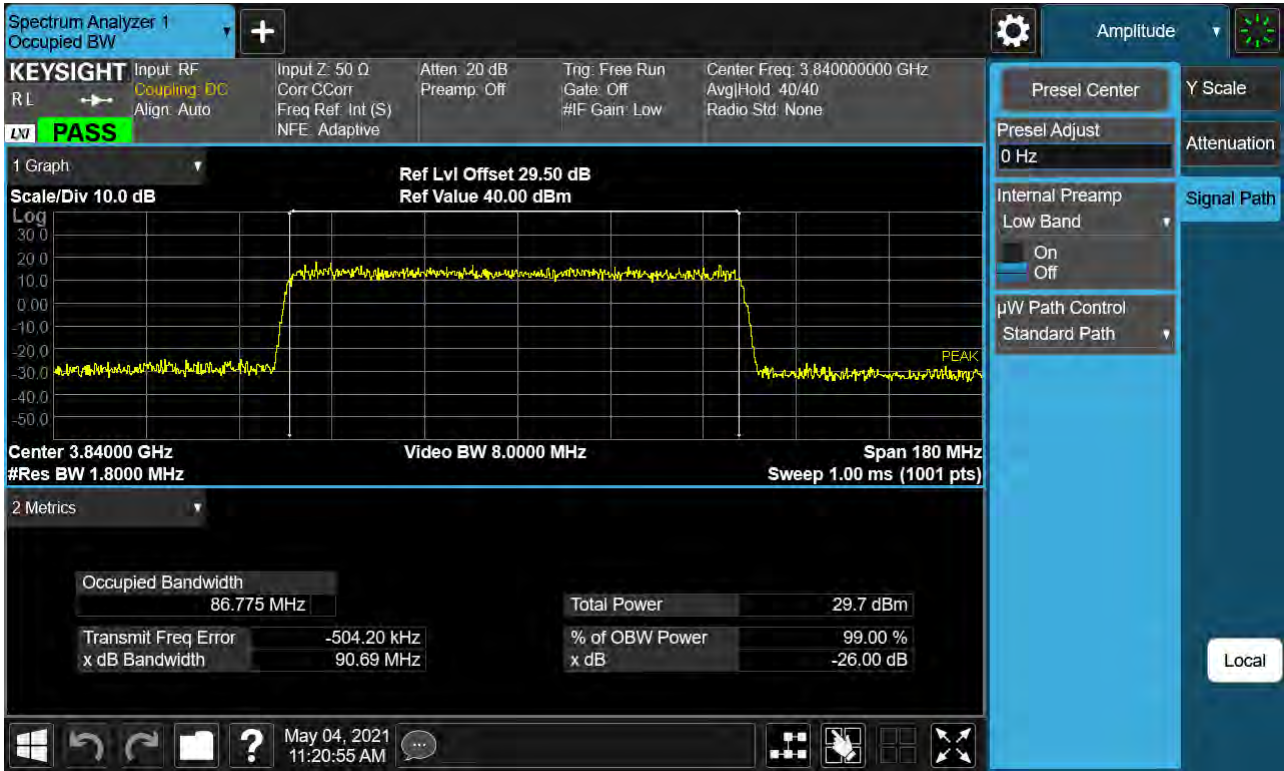 Spectrum Analyzer 1
Occupied BW
Amplitude
KEYSIGHT
RL
LXI
PASS
Input: RF
Coupling: DC
Align: Auto
Input Z: 50 Ω
Corr CCorr
Freq Ref: Int (S)
NFE: Adaptive
Atten: 20 dB
Preamp: Off
Trig: Free Run
Gate: Off
#IF Gain: Low
Center Freq: 3.840000000 GHz
Avg|Hold: 40/40
Radio Std: None
1 Graph
Scale/Div 10.0 dB
Ref Lvl Offset 29.50 dB
Ref Value 40.00 dBm
Log
30.0
20.0
10.0
0.00
-10.0
-20.0
-30.0
-40.0
-50.0
PEAK
Center 3.84000 GHz
Video BW 8.0000 MHz
Span 180 MHz
#Res BW 1.8000 MHz
Sweep 1.00 ms (1001 pts)
2 Metrics
Occupied Bandwidth
86.775 MHz
Total Power 29.7 dBm
Transmit Freq Error -504.20 kHz
% of OBW Power 99.00 %
x dB Bandwidth 90.69 MHz
x dB -26.00 dB
Presel Center
Presel Adjust
0 Hz
Internal Preamp
Low Band
On
Off
µW Path Control
Standard Path
Y Scale
Attenuation
Signal Path
Local
?
May 04, 2021
11:20:55 AM